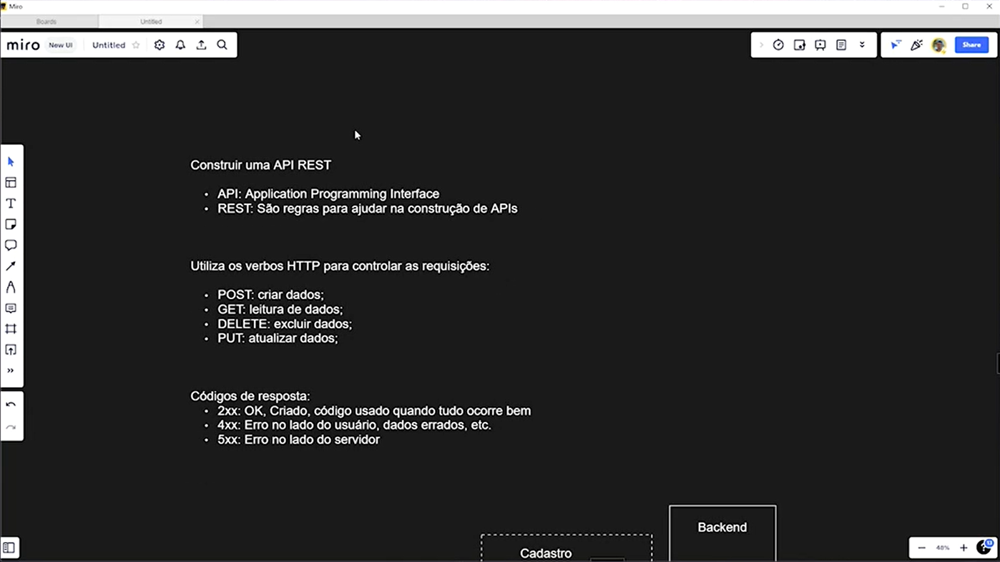 Miro
Boards
Untitled
miro
New UI
Untitled
Share
Construir uma API REST
• API: Application Programming Interface
• REST: São regras para ajudar na construção de APIs
Utiliza os verbos HTTP para controlar as requisições:
• POST: criar dados;
• GET: leitura de dados;
• DELETE: excluir dados;
• PUT: atualizar dados;
Códigos de resposta:
• 2xx: OK, Criado, código usado quando tudo ocorre bem
• 4xx: Erro no lado do usuário, dados errados, etc.
• 5xx: Erro no lado do servidor
Backend
Cadastro
48%